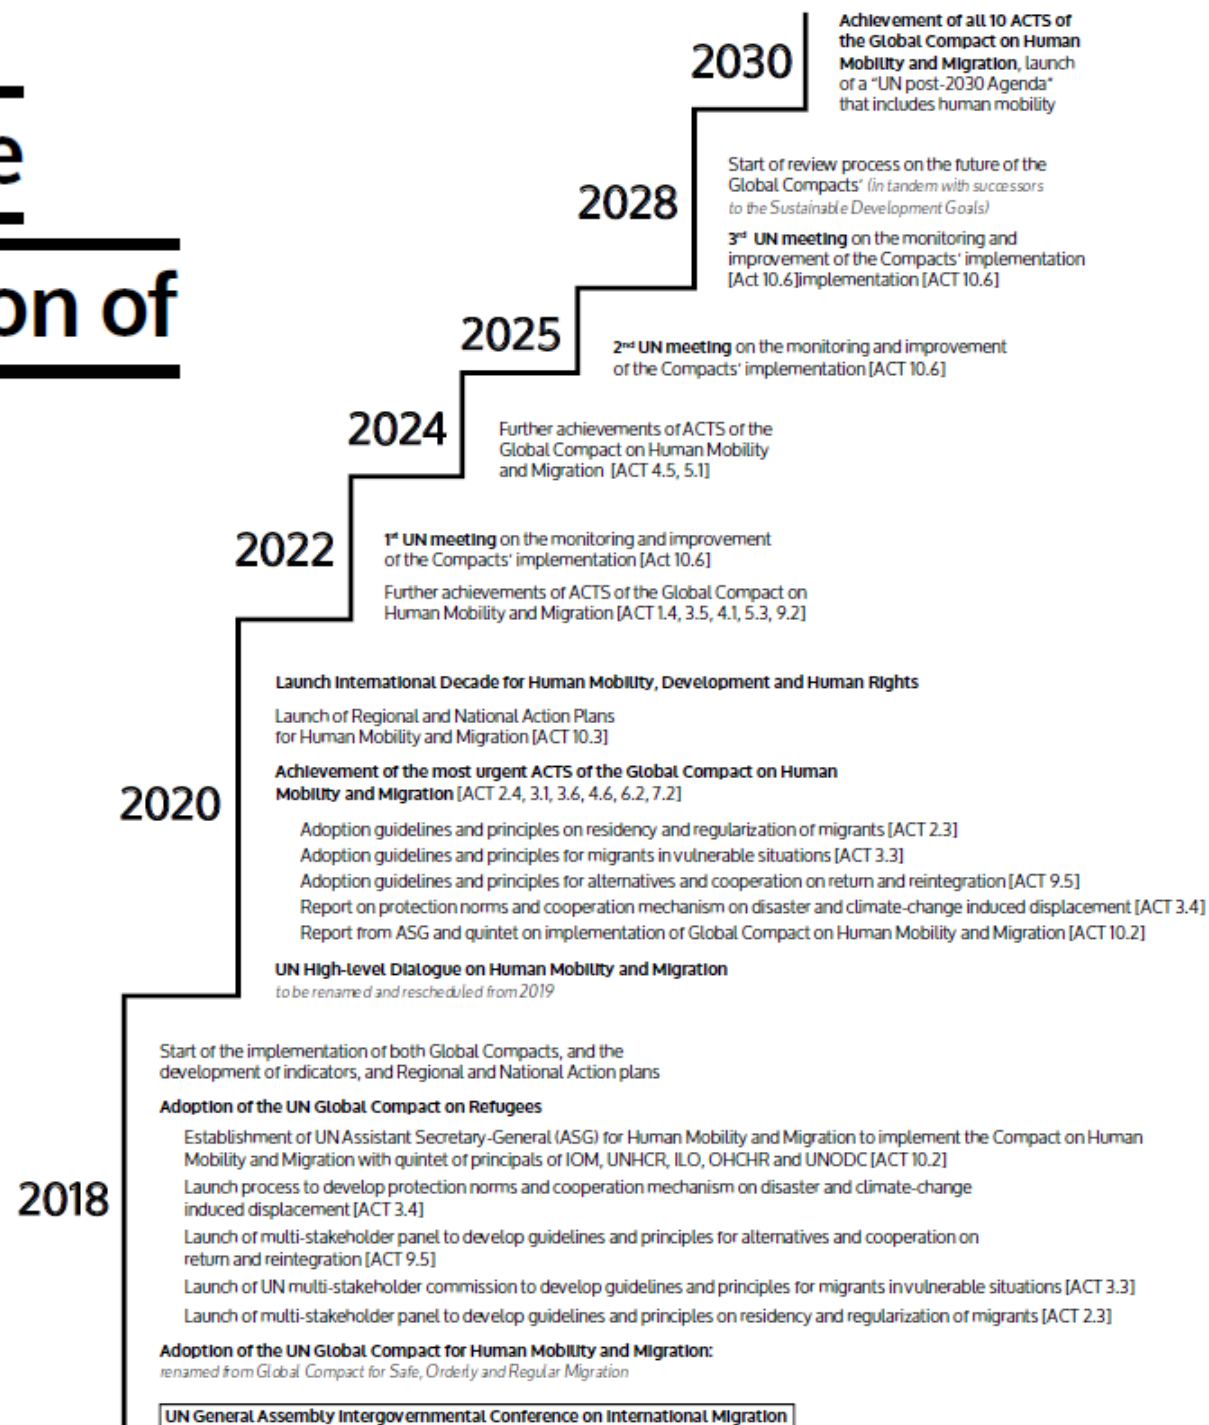 e
on of
2030
Achievement of all 10 ACTS of
the Global Compact on Human
Mobility and Migration, launch
of a “UN post-2030 Agenda”
that includes human mobility
2028
Start of review process on the future of the
Global Compacts’ (in tandem with successors
to the Sustainable Development Goals)
3rd UN meeting on the monitoring and
improvement of the Compacts’ implementation
[Act 10.6]implementation [ACT 10.6]
2025
2nd UN meeting on the monitoring and improvement
of the Compacts’ implementation [ACT 10.6]
2024
Further achievements of ACTS of the
Global Compact on Human Mobility
and Migration [ACT 4.5, 5.1]
2022
1st UN meeting on the monitoring and improvement
of the Compacts’ implementation [Act 10.6]
Further achievements of ACTS of the Global Compact on
Human Mobility and Migration [ACT 1.4, 3.5, 4.1, 5.3, 9.2]
2020
Launch International Decade for Human Mobility, Development and Human Rights
Launch of Regional and National Action Plans
for Human Mobility and Migration [ACT 10.3]
Achievement of the most urgent ACTS of the Global Compact on Human
Mobility and Migration [ACT 2.4, 3.1, 3.6, 4.6, 6.2, 7.2]
Adoption guidelines and principles on residency and regularization of migrants [ACT 2.3]
Adoption guidelines and principles for migrants in vulnerable situations [ACT 3.3]
Adoption guidelines and principles for alternatives and cooperation on return and reintegration [ACT 9.5]
Report on protection norms and cooperation mechanism on disaster and climate-change induced displacement [ACT 3.4]
Report from ASG and quintet on implementation of Global Compact on Human Mobility and Migration [ACT 10.2]
UN High-level Dialogue on Human Mobility and Migration
to be renamed and rescheduled from 2019
2018
Start of the implementation of both Global Compacts, and the
development of indicators, and Regional and National Action plans
Adoption of the UN Global Compact on Refugees
Establishment of UN Assistant Secretary-General (ASG) for Human Mobility and Migration to implement the Compact on Human
Mobility and Migration with quintet of principals of IOM, UNHCR, ILO, OHCHR and UNODC [ACT 10.2]
Launch process to develop protection norms and cooperation mechanism on disaster and climate-change
induced displacement [ACT 3.4]
Launch of multi-stakeholder panel to develop guidelines and principles for alternatives and cooperation on
return and reintegration [ACT 9.5]
Launch of UN multi-stakeholder commission to develop guidelines and principles for migrants in vulnerable situations [ACT 3.3]
Launch of multi-stakeholder panel to develop guidelines and principles on residency and regularization of migrants [ACT 2.3]
Adoption of the UN Global Compact for Human Mobility and Migration:
renamed from Global Compact for Safe, Orderly and Regular Migration
UN General Assembly Intergovernmental Conference on International Migration